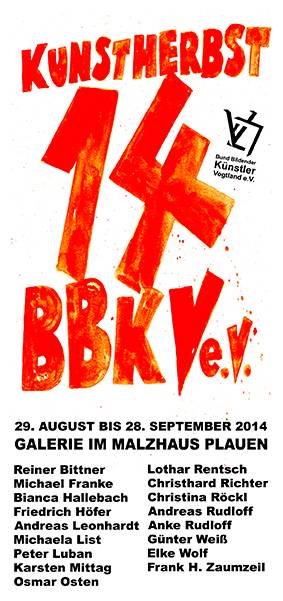 KUNSTHERBST
14
Bund Bildender
Künstler
Vogtland e.V.
BBK V e.V.
29. AUGUST BIS 28. SEPTEMBER 2014
GALERIE IM MALZHAUS PLAUEN
Reiner Bittner
Michael Franke
Bianca Hallebach
Friedrich Höfer
Andreas Leonhardt
Michaela List
Peter Luban
Karsten Mittag
Osmar Osten
Lothar Rentsch
Christhard Richter
Christina Röckl
Andreas Rudloff
Anke Rudloff
Günter Weiß
Elke Wolf
Frank H. Zaumzeil